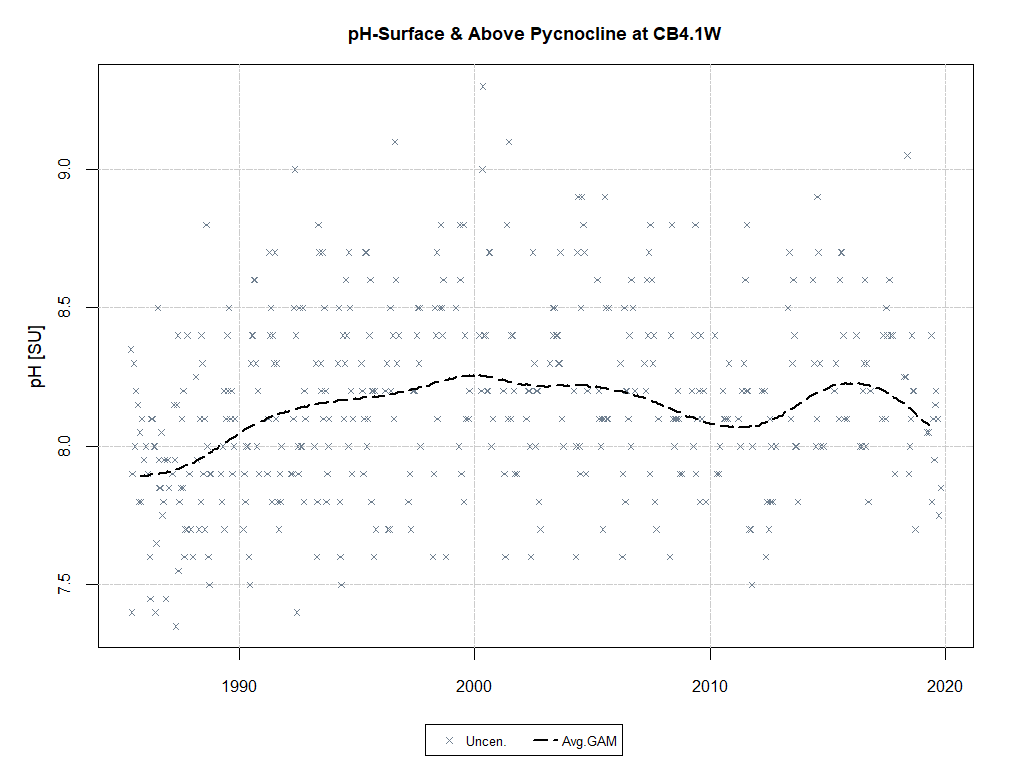 pH-Surface & Above Pycnocline at CB4.1W
9.0
8.5
8.0
7.5
pH [SU]
1990 2000 2010 2020
Uncen. Avg.GAM